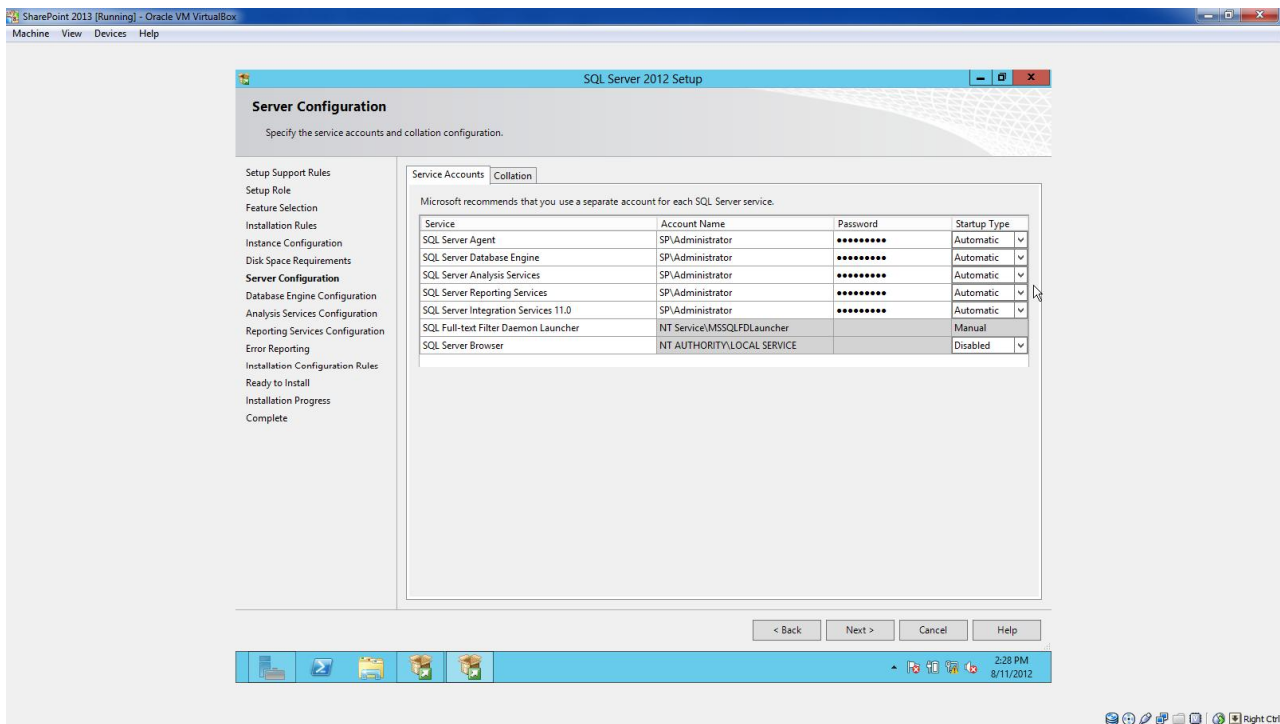 SharePoint 2013 [Running] - Oracle VM VirtualBox
Machine View Devices Help
SQL Server 2012 Setup
Server Configuration
Specify the service accounts and collation configuration.
Setup Support Rules
Setup Role
Feature Selection
Installation Rules
Instance Configuration
Disk Space Requirements
Server Configuration
Database Engine Configuration
Analysis Services Configuration
Reporting Services Configuration
Error Reporting
Installation Configuration Rules
Ready to Install
Installation Progress
Complete
Service Accounts Collation
Microsoft recommends that you use a separate account for each SQL Server service.
Service Account Name Password Startup Type
SQL Server Agent SP\Administrator ●●●●●●●●● Automatic
SQL Server Database Engine SP\Administrator ●●●●●●●●● Automatic
SQL Server Analysis Services SP\Administrator ●●●●●●●●● Automatic
SQL Server Reporting Services SP\Administrator ●●●●●●●●● Automatic
SQL Server Integration Services 11.0 SP\Administrator ●●●●●●●●● Automatic
SQL Full-text Filter Daemon Launcher NT Service\MSSQLFDLauncher Manual
SQL Server Browser NT AUTHORITY\LOCAL SERVICE Disabled
< Back Next > Cancel Help
2:28 PM
8/11/2012
Right Ctrl